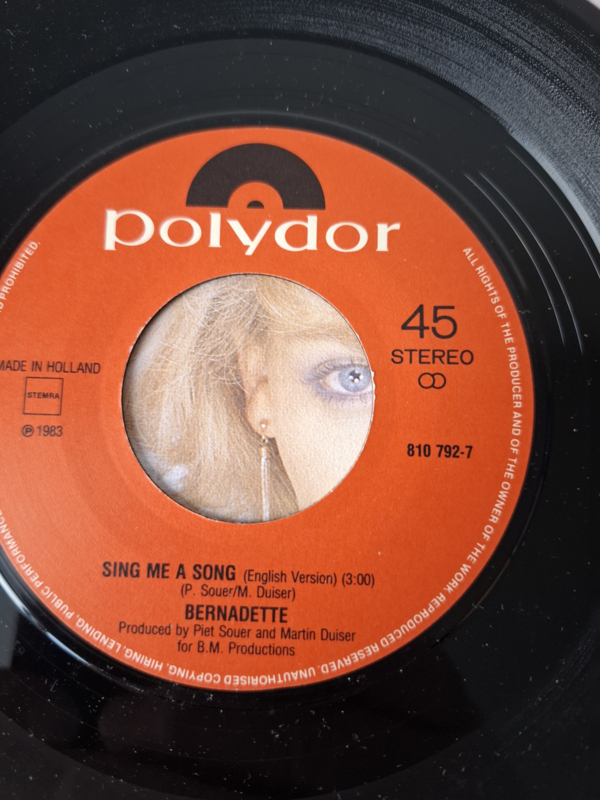 polydor
45
STEREO
MADE IN HOLLAND
STEMRA
℗ 1983
810 792-7
SING ME A SONG (English Version) (3:00)
(P. Souer/M. Duiser)
BERNADETTE
Produced by Piet Souer and Martin Duiser
for B.M. Productions
ALL RIGHTS OF THE PRODUCER AND OF THE OWNER OF THE WORK REPRODUCED RESERVED. UNAUTHORISED COPYING, HIRING, LENDING, PUBLIC PERFORMANCE PROHIBITED.